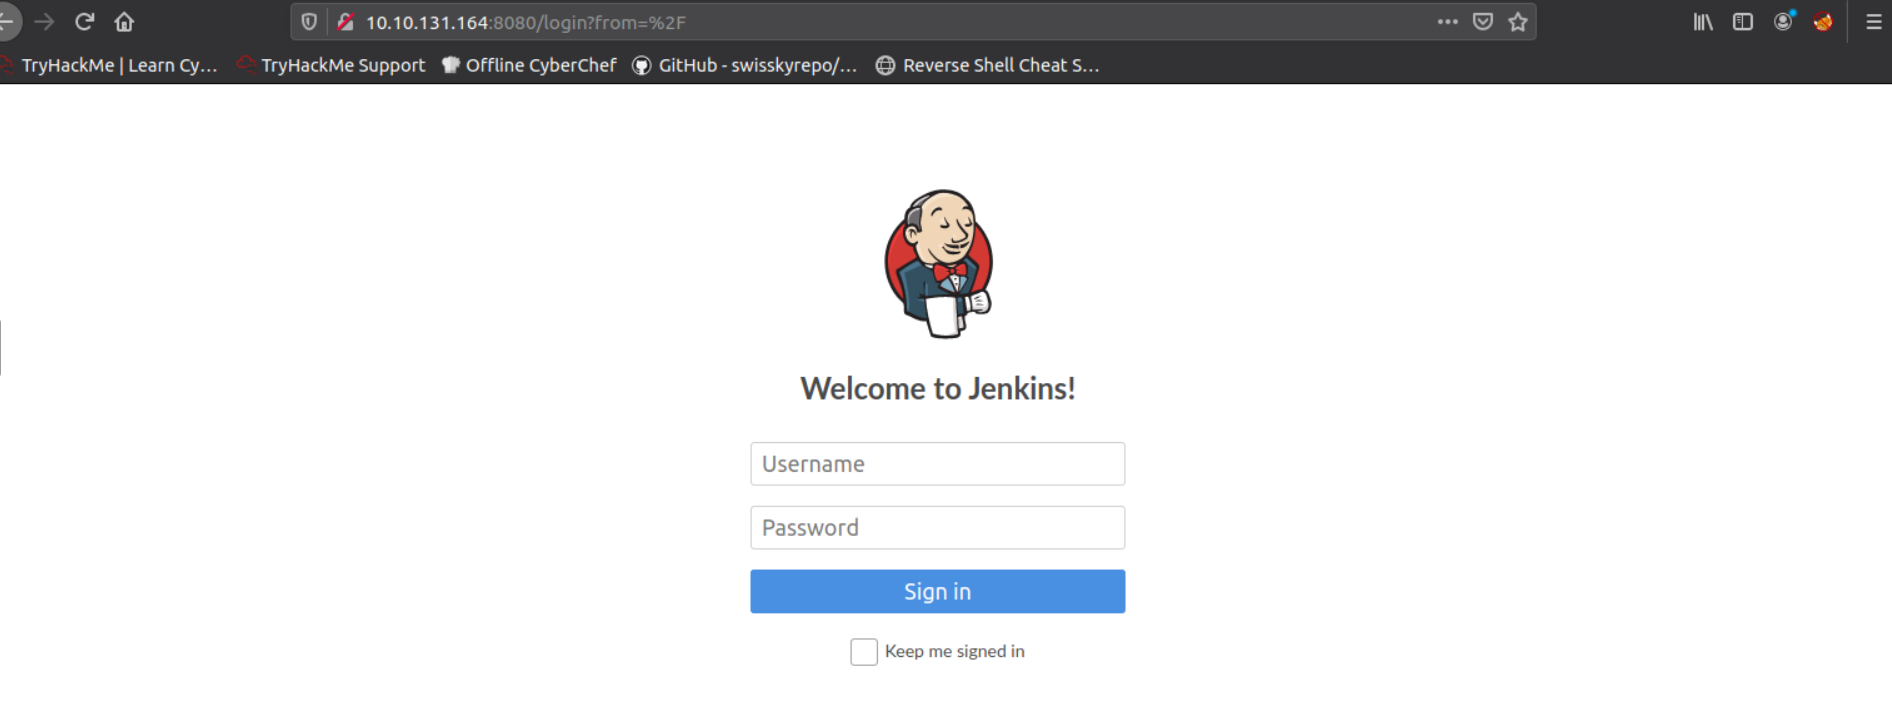 10.10.131.164:8080/login?from=%2F
TryHackMe | Learn Cy... TryHackMe Support Offline CyberChef GitHub - swisskyrepo/... Reverse Shell Cheat S...
Welcome to Jenkins!
Username
Password
Sign in
Keep me signed in